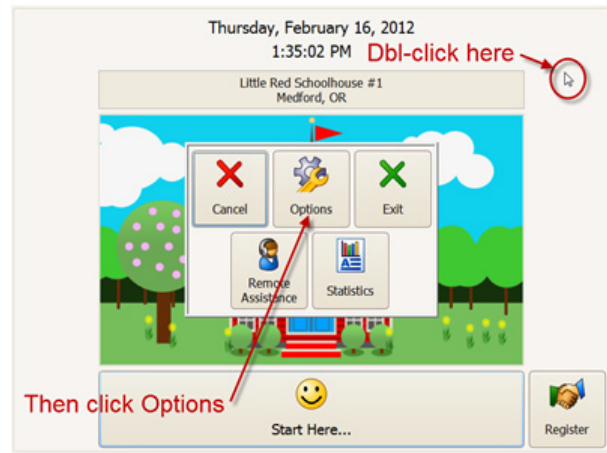 Thursday, February 16, 2012
1:35:02 PM
Dbl-click here
Little Red Schoolhouse #1
Medford, OR
Cancel
Options
Exit
Remote
Assistence
Statistics
Then click Options
Start Here...
Register